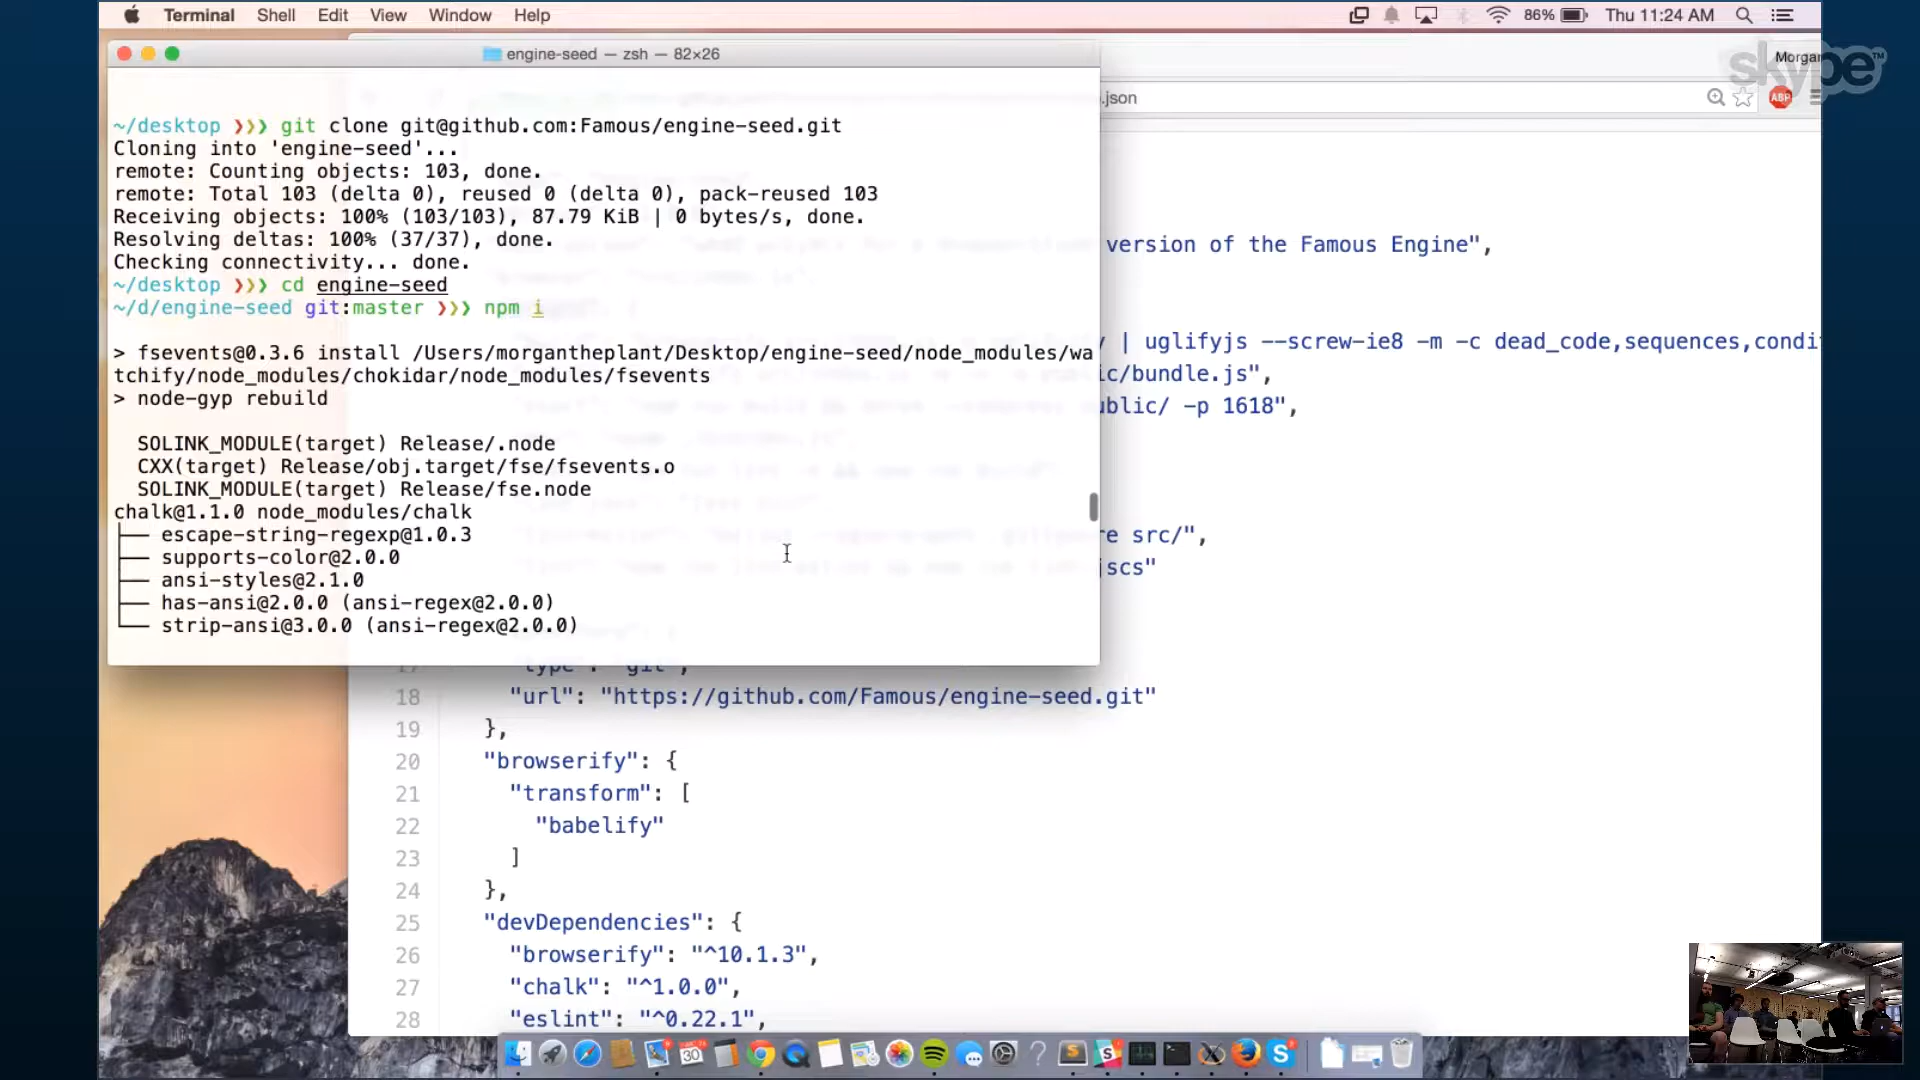 Terminal Shell Edit View Window Help 86% Thu 11:24 AM
engine-seed — zsh — 82×26
Morgan
skype™
.json
ABP
~/desktop ❯❯❯ git clone git@github.com:Famous/engine-seed.git
Cloning into 'engine-seed'...
remote: Counting objects: 103, done.
remote: Total 103 (delta 0), reused 0 (delta 0), pack-reused 103
Receiving objects: 100% (103/103), 87.79 KiB | 0 bytes/s, done.
Resolving deltas: 100% (37/37), done.
Checking connectivity... done.
~/desktop ❯❯❯ cd engine-seed
~/d/engine-seed git:master ❯❯❯ npm i
> fsevents@0.3.6 install /Users/morgantheplant/Desktop/engine-seed/node_modules/wa
tchify/node_modules/chokidar/node_modules/fsevents
> node-gyp rebuild
SOLINK_MODULE(target) Release/.node
CXX(target) Release/obj.target/fse/fsevents.o
SOLINK_MODULE(target) Release/fse.node
chalk@1.1.0 node_modules/chalk
├── escape-string-regexp@1.0.3
├── supports-color@2.0.0
├── ansi-styles@2.1.0
├── has-ansi@2.0.0 (ansi-regex@2.0.0)
└── strip-ansi@3.0.0 (ansi-regex@2.0.0)
version of the Famous Engine",
| uglifyjs --screw-ie8 -m -c dead_code,sequences,condi
ic/bundle.js",
ublic/ -p 1618",
e src/",
jscs"
17 "type": "git",
18 "url": "https://github.com/Famous/engine-seed.git"
19 },
20 "browserify": {
21 "transform": [
22 "babelify"
23 ]
24 },
25 "devDependencies": {
26 "browserify": "^10.1.3",
27 "chalk": "^1.0.0",
28 "eslint": "^0.22.1",
30